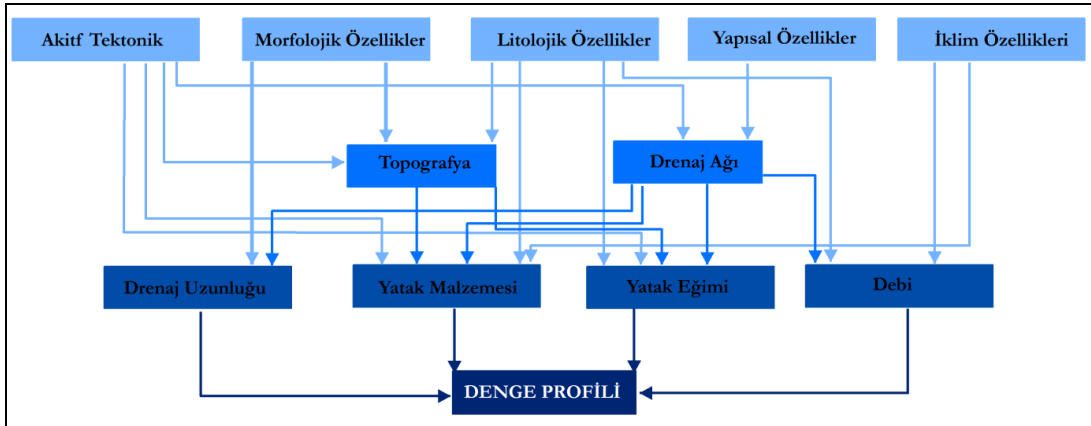 Akitf Tektonik
Morfolojik Özellikler
Litolojik Özellikler
Yapısal Özellikler
İklim Özellikleri
Topografya
Drenaj Ağı
Drenaj Uzunluğu
Yatak Malzemesi
Yatak Eğimi
Debi
DENGE PROFİLİ